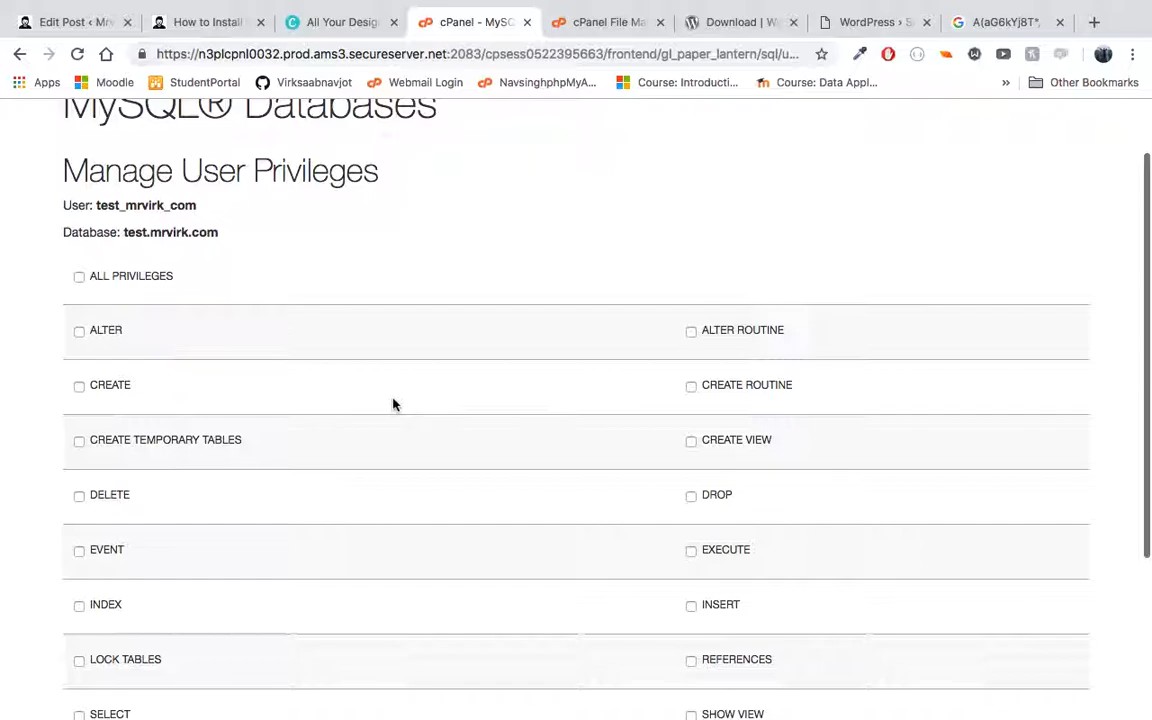 Edit Post < Mrv
How to Install
All Your Desig
cPanel - MySQ
cPanel File Ma
Download | W
WordPress › S
A(aG6kYj8T*,
https://n3plcpnl0032.prod.ams3.secureserver.net:2083/cpsess0522395663/frontend/gl_paper_lantern/sql/u...
Apps
Moodle
StudentPortal
Virksaabnavjot
Webmail Login
NavsinghphpMyA...
Course: Introducti...
Course: Data Appl...
»
Other Bookmarks
MySQL® Databases
Manage User Privileges
User: test_mrvirk_com
Database: test.mrvirk.com
ALL PRIVILEGES
ALTER
ALTER ROUTINE
CREATE
CREATE ROUTINE
CREATE TEMPORARY TABLES
CREATE VIEW
DELETE
DROP
EVENT
EXECUTE
INDEX
INSERT
LOCK TABLES
REFERENCES
SELECT
SHOW VIEW